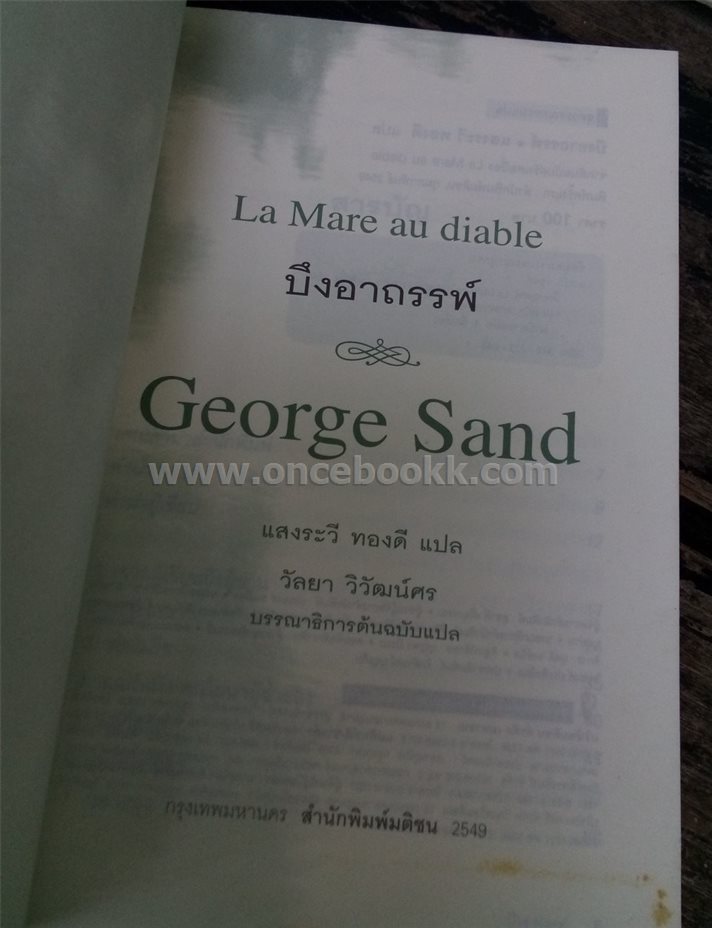 La Mare au diable
บึงอาถรรพ์
George Sand
www.oncebookk.com
แสงระวี ทองดี แปล
วัลยา วิวัฒน์ศร
บรรณาธิการต้นฉบับแปล
กรุงเทพมหานคร สำนักพิมพ์มติชน 2549